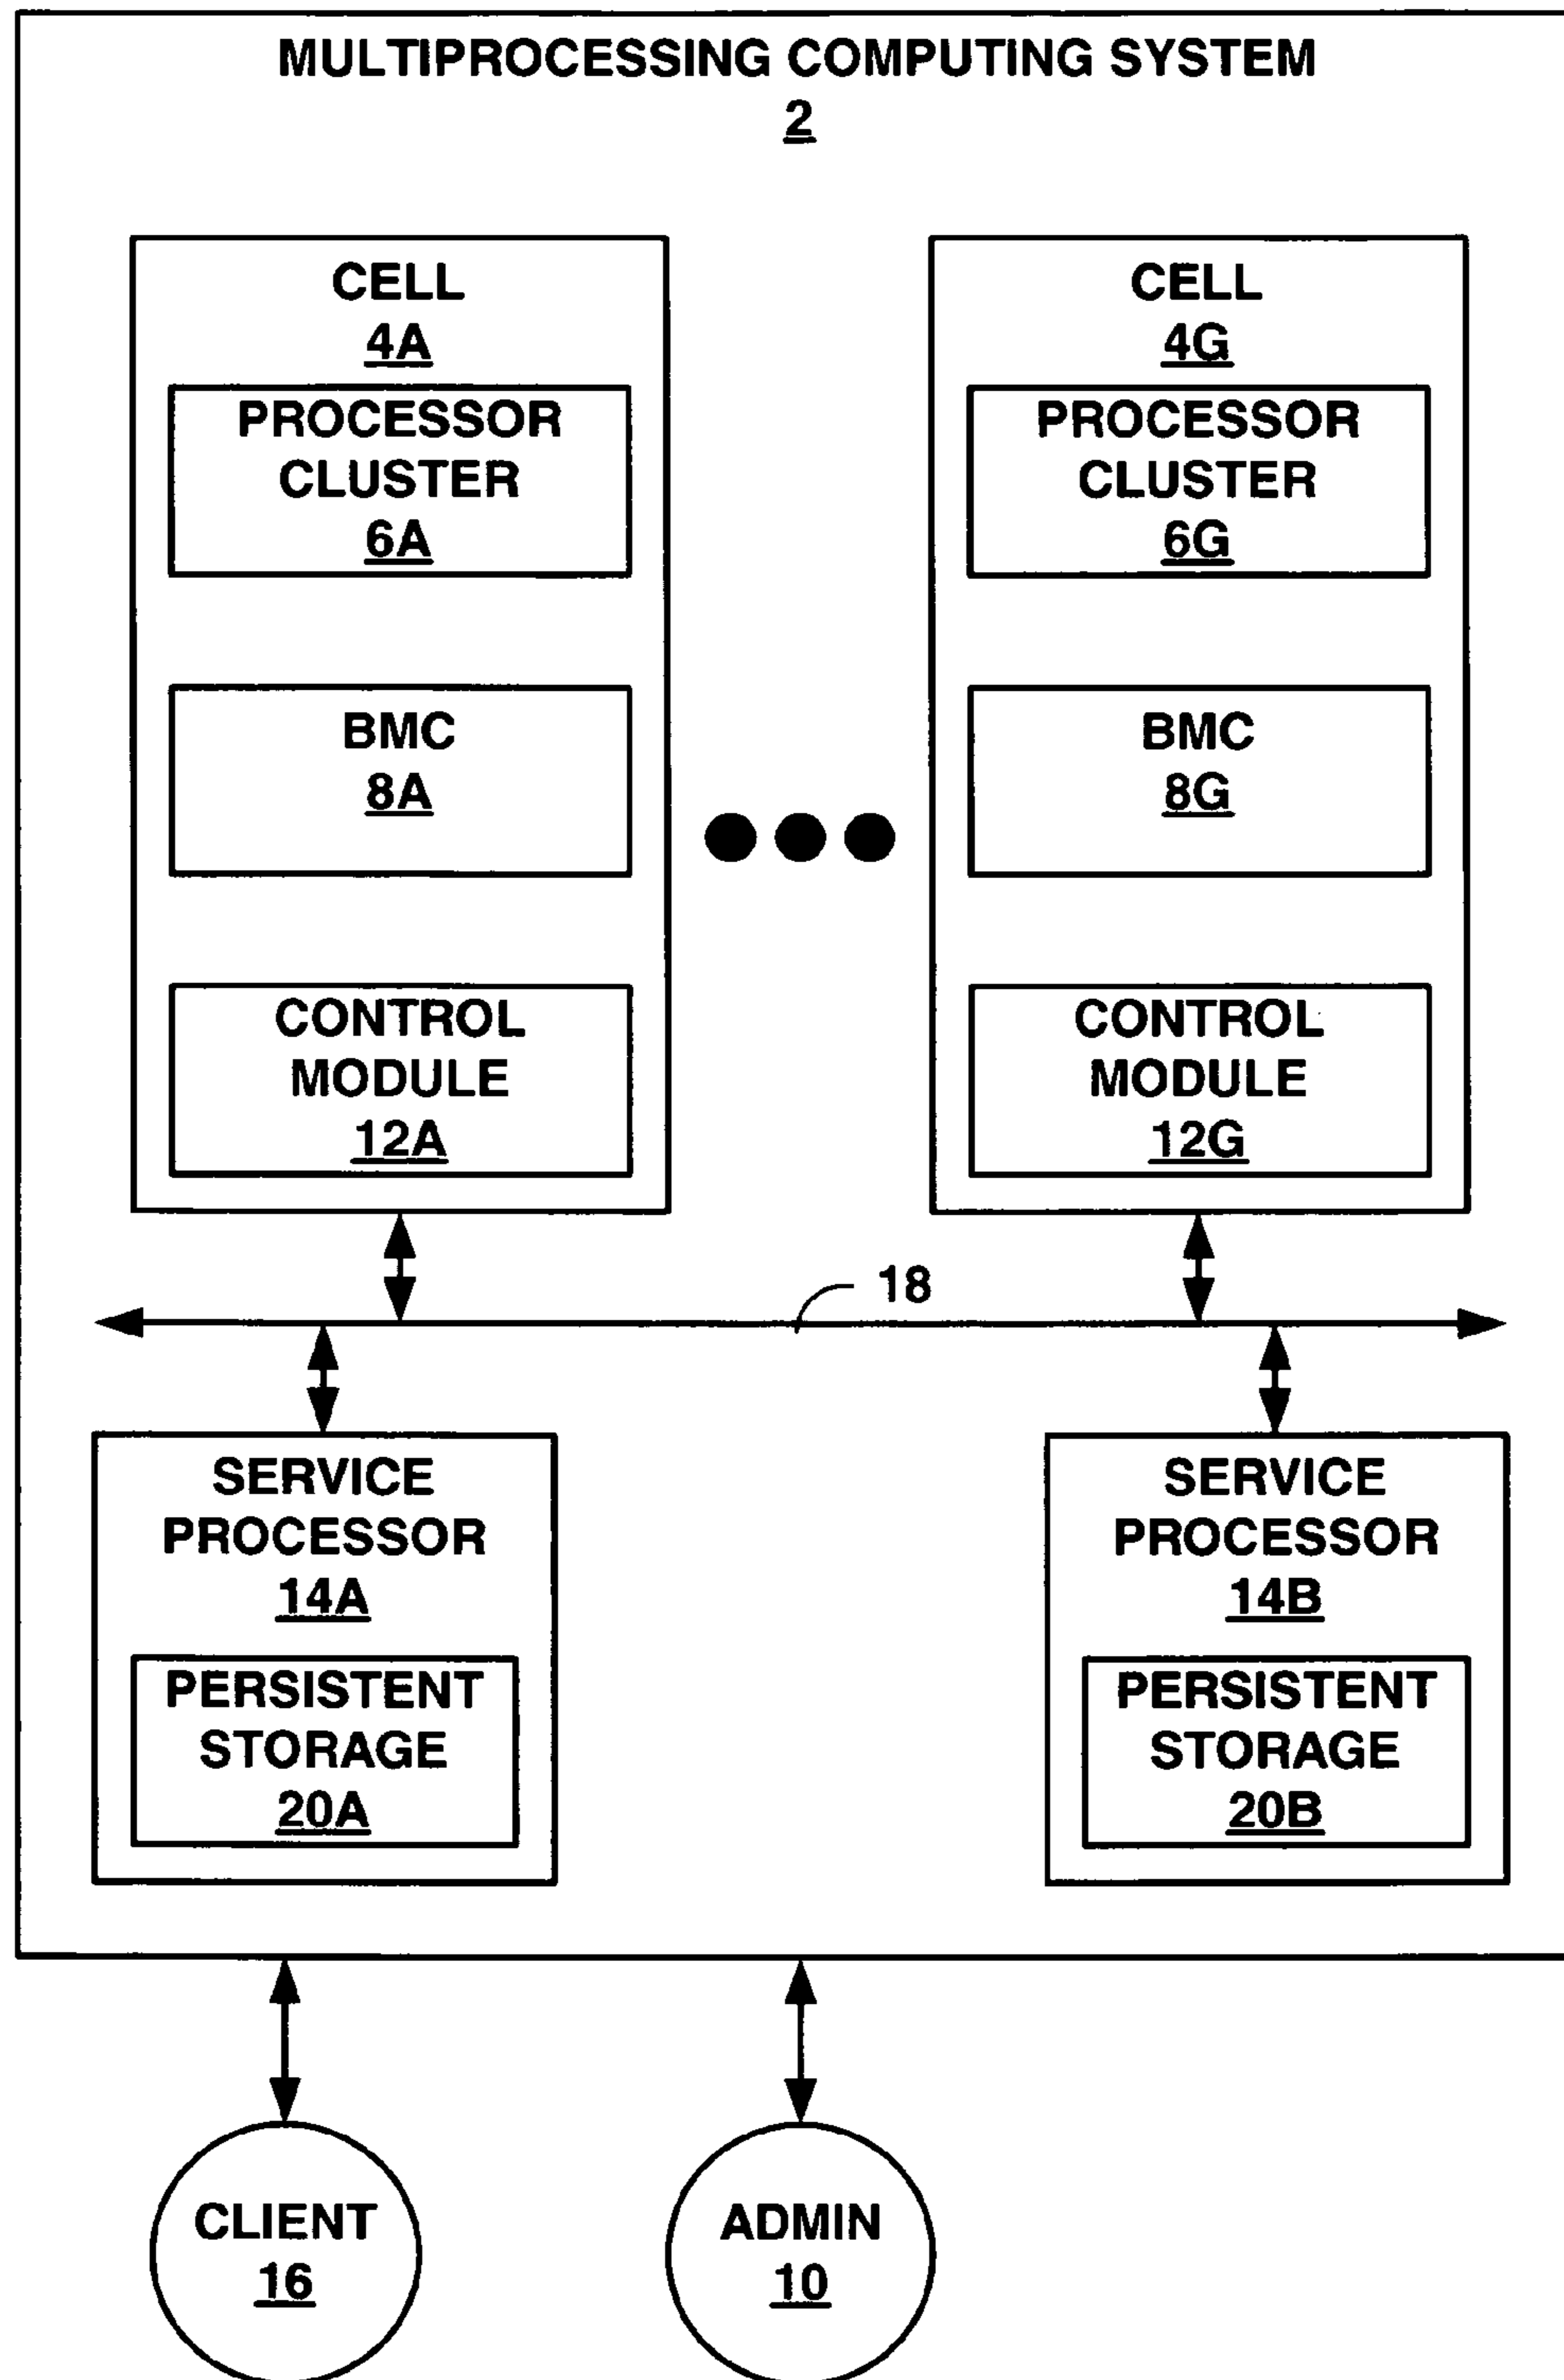 MULTIPROCESSING COMPUTING SYSTEM
2
CELL
4A
PROCESSOR
CLUSTER
6A
BMC
8A
CONTROL
MODULE
12A
CELL
4G
PROCESSOR
CLUSTER
6G
BMC
8G
CONTROL
MODULE
12G
18
SERVICE
PROCESSOR
14A
PERSISTENT
STORAGE
20A
SERVICE
PROCESSOR
14B
PERSISTENT
STORAGE
20B
CLIENT
16
ADMIN
10